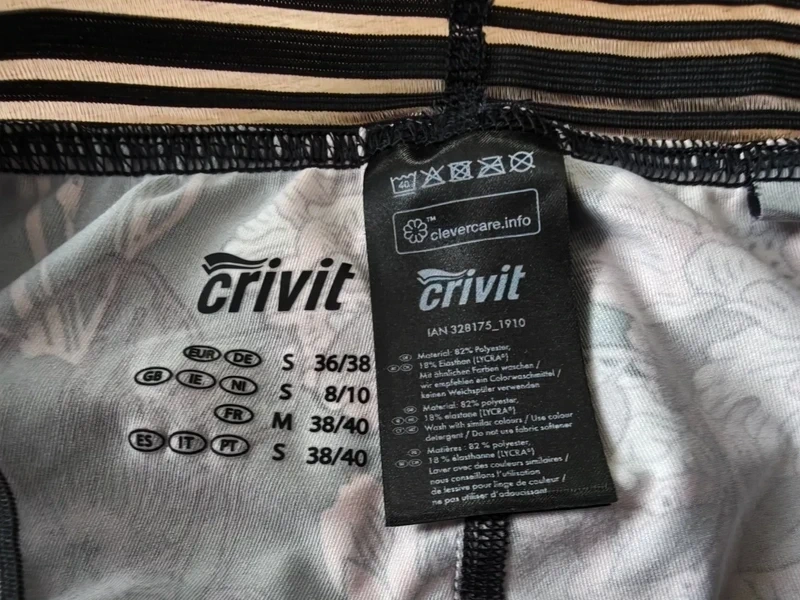 crivit
EUR DE S 36/38
GB IE NI S 8/10
FR M 38/40
ES IT PT S 38/40
40
™ clevercare.info
crivit
IAN 328175_1910
Material: 82% Polyester,
18% Elasthan (LYCRA®)
Mit ähnlichen Farben waschen /
wir empfehlen ein Colorwaschmittel /
keinen Weichspüler verwenden
Material: 82% polyester,
18% elastane (LYCRA®)
Wash with similar colours / Use colour
detergent / Do not use fabric softener
Matières: 82 % polyester,
18 % élasthanne (LYCRA®)
Laver avec des couleurs similaires /
nous conseillons l'utilisation
de lessive pour linge de couleur /
ne pas utiliser d'adoucissant